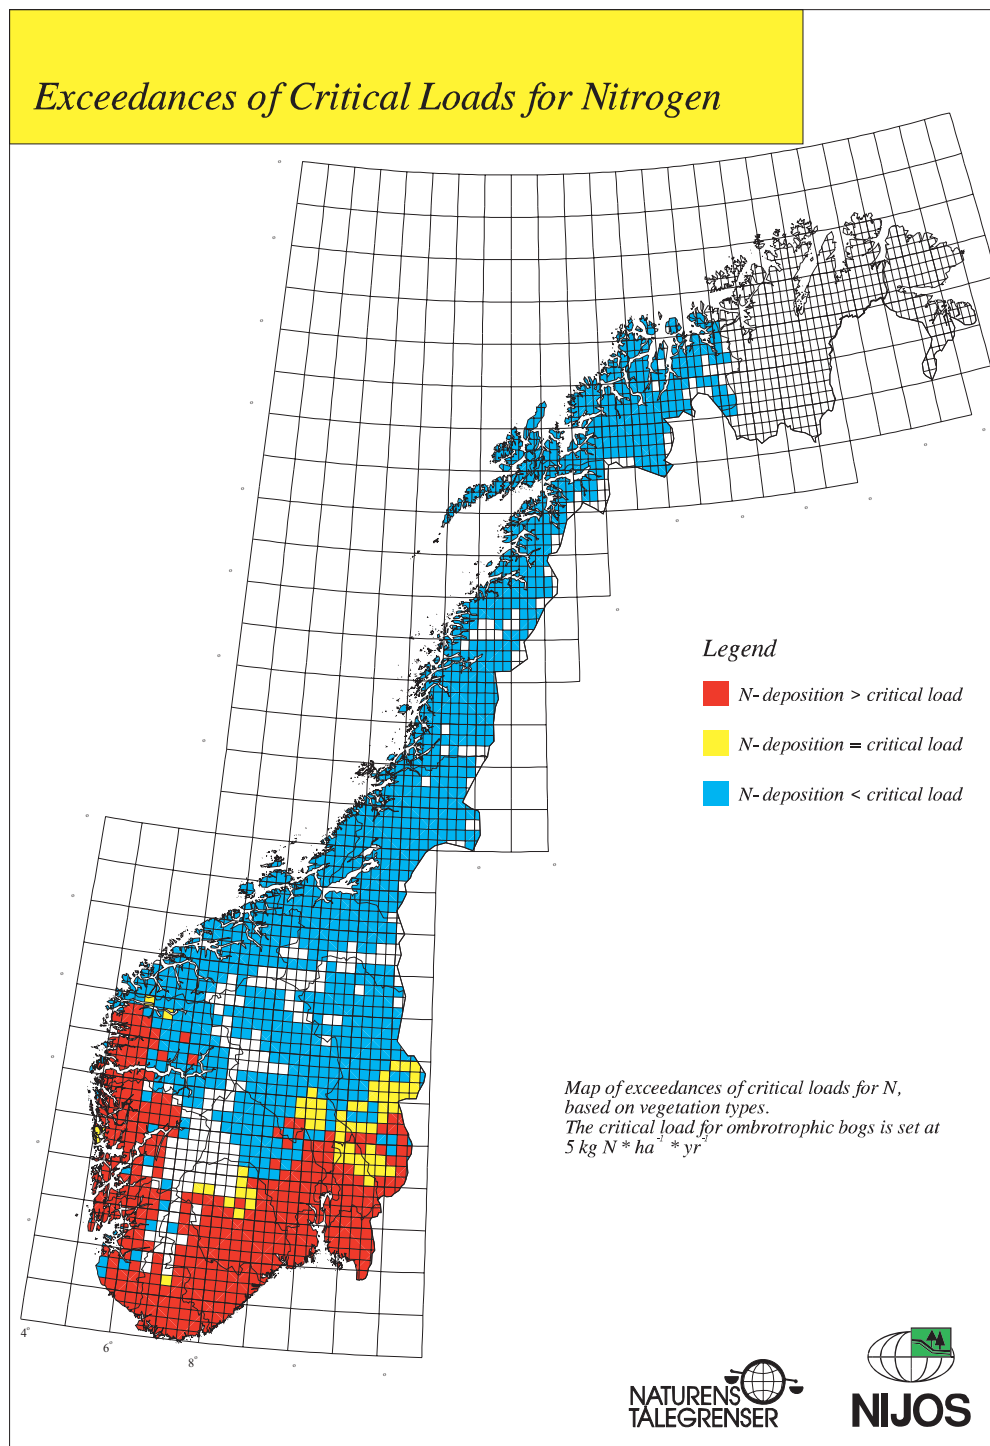 Exceedances of Critical Loads for Nitrogen
Legend
N- deposition > critical load
N- deposition = critical load
N- deposition < critical load
Map of exceedances of critical loads for N,
based on vegetation types.
The critical load for ombrotrophic bogs is set at
5 kg N * ha⁻¹ * yr⁻¹
4°
6°
8°
NATURENS
TÅLEGRENSER
NIJOS